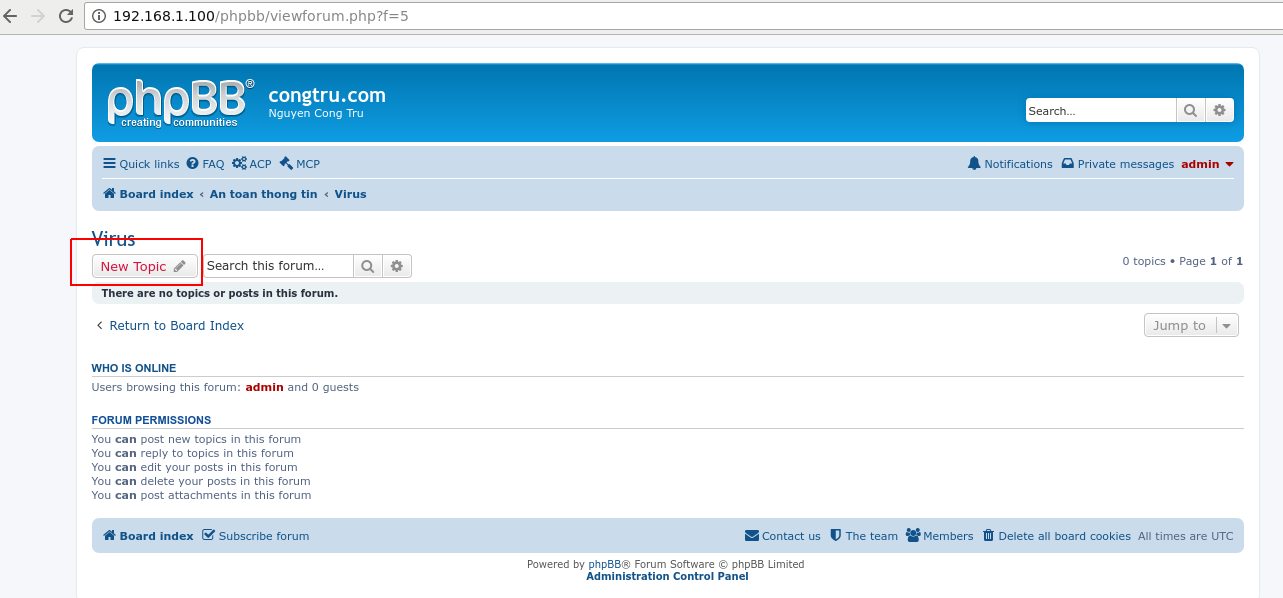 192.168.1.100/phpbb/viewforum.php?f=5
phpBB®
creating communities
congtru.com
Nguyen Cong Tru
Search…
Quick links FAQ ACP MCP
Notifications Private messages admin
Board index ‹ An toan thong tin ‹ Virus
Virus
New Topic Search this forum…
0 topics • Page 1 of 1
There are no topics or posts in this forum.
Return to Board Index
Jump to
WHO IS ONLINE
Users browsing this forum: admin and 0 guests
FORUM PERMISSIONS
You can post new topics in this forum
You can reply to topics in this forum
You can edit your posts in this forum
You can delete your posts in this forum
You can post attachments in this forum
Board index Subscribe forum
Contact us The team Members Delete all board cookies All times are UTC
Powered by phpBB® Forum Software © phpBB Limited
Administration Control Panel